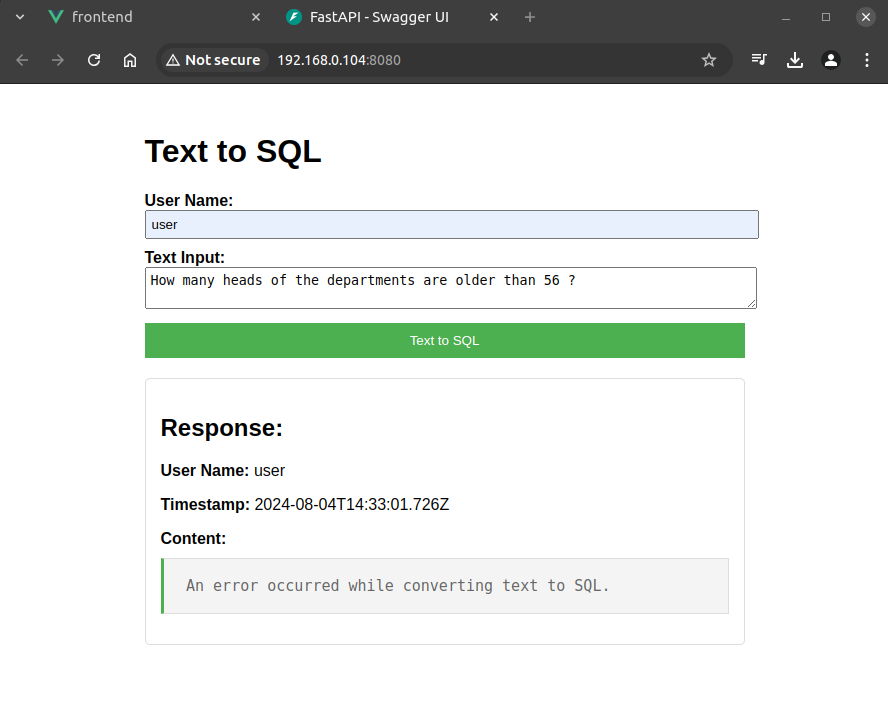 frontend
FastAPI - Swagger UI
Not secure 192.168.0.104:8080
Text to SQL
User Name:
user
Text Input:
How many heads of the departments are older than 56 ?
Text to SQL
Response:
User Name: user
Timestamp: 2024-08-04T14:33:01.726Z
Content:
An error occurred while converting text to SQL.